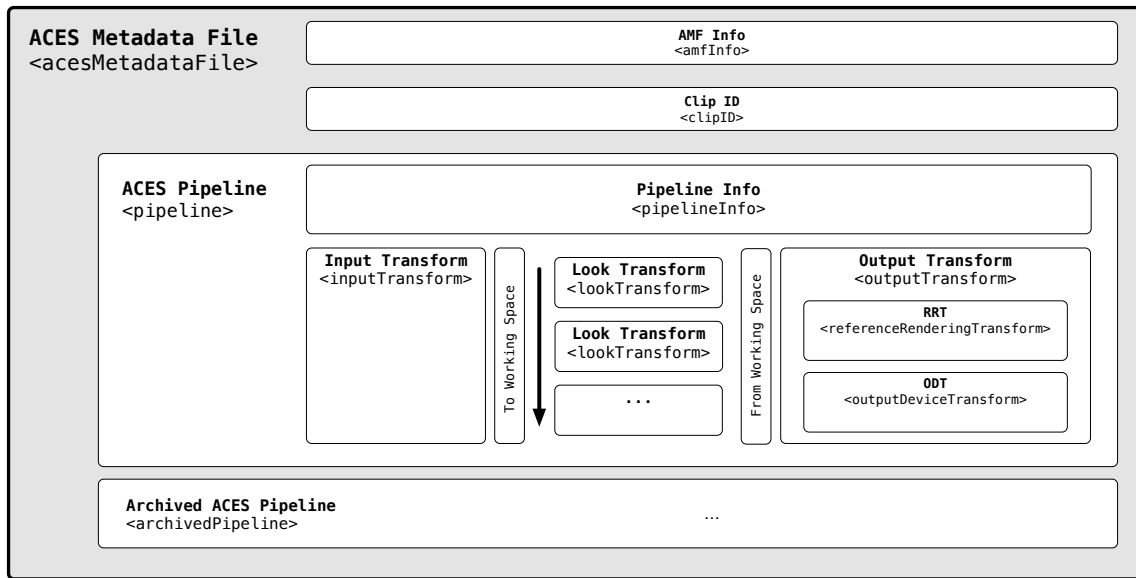 ACES Metadata File
<acesMetadataFile>
AMF Info
<amfInfo>
Clip ID
<clipID>
ACES Pipeline
<pipeline>
Pipeline Info
<pipelineInfo>
Input Transform
<inputTransform>
To Working Space
Look Transform
<lookTransform>
Look Transform
<lookTransform>
...
From Working Space
Output Transform
<outputTransform>
RRT
<referenceRenderingTransform>
ODT
<outputDeviceTransform>
Archived ACES Pipeline
<archivedPipeline>
...